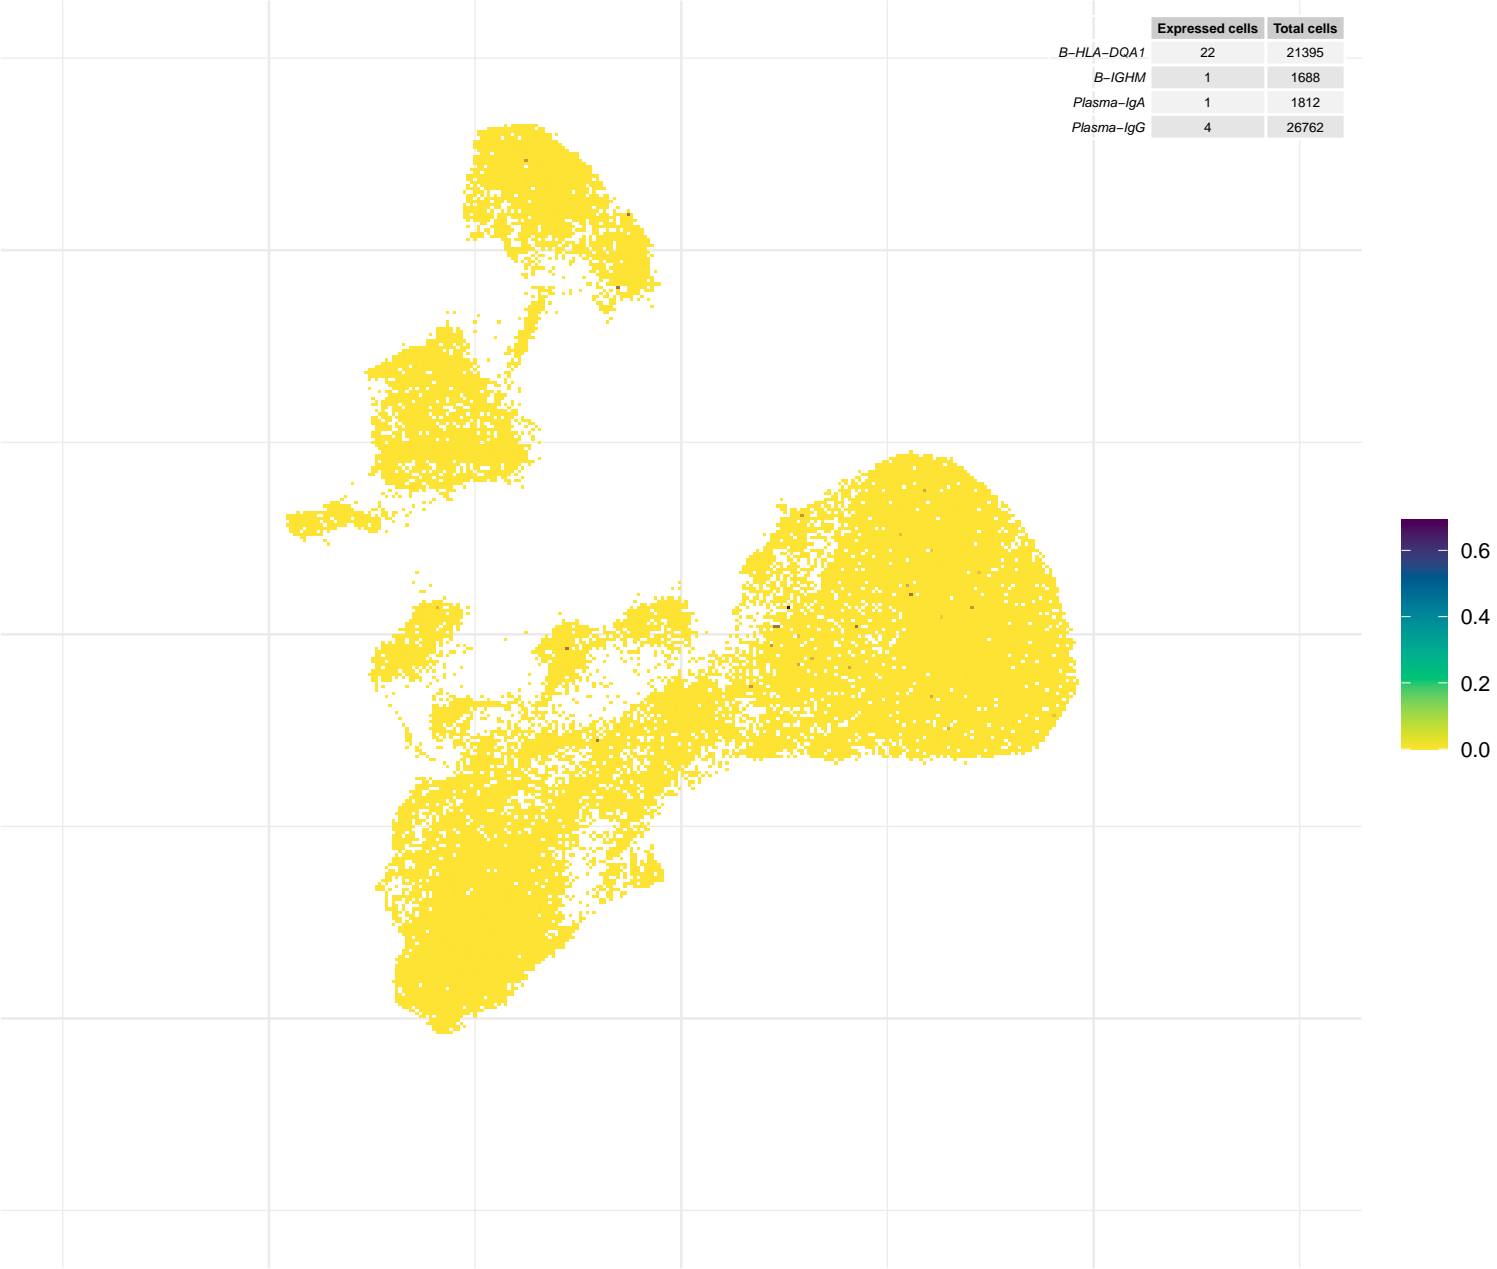 Expressed cells Total cells
B−HLA−DQA1 22 21395
B−IGHM 1 1688
Plasma−IgA 1 1812
Plasma−IgG 4 26762
0.6
0.4
0.2
0.0